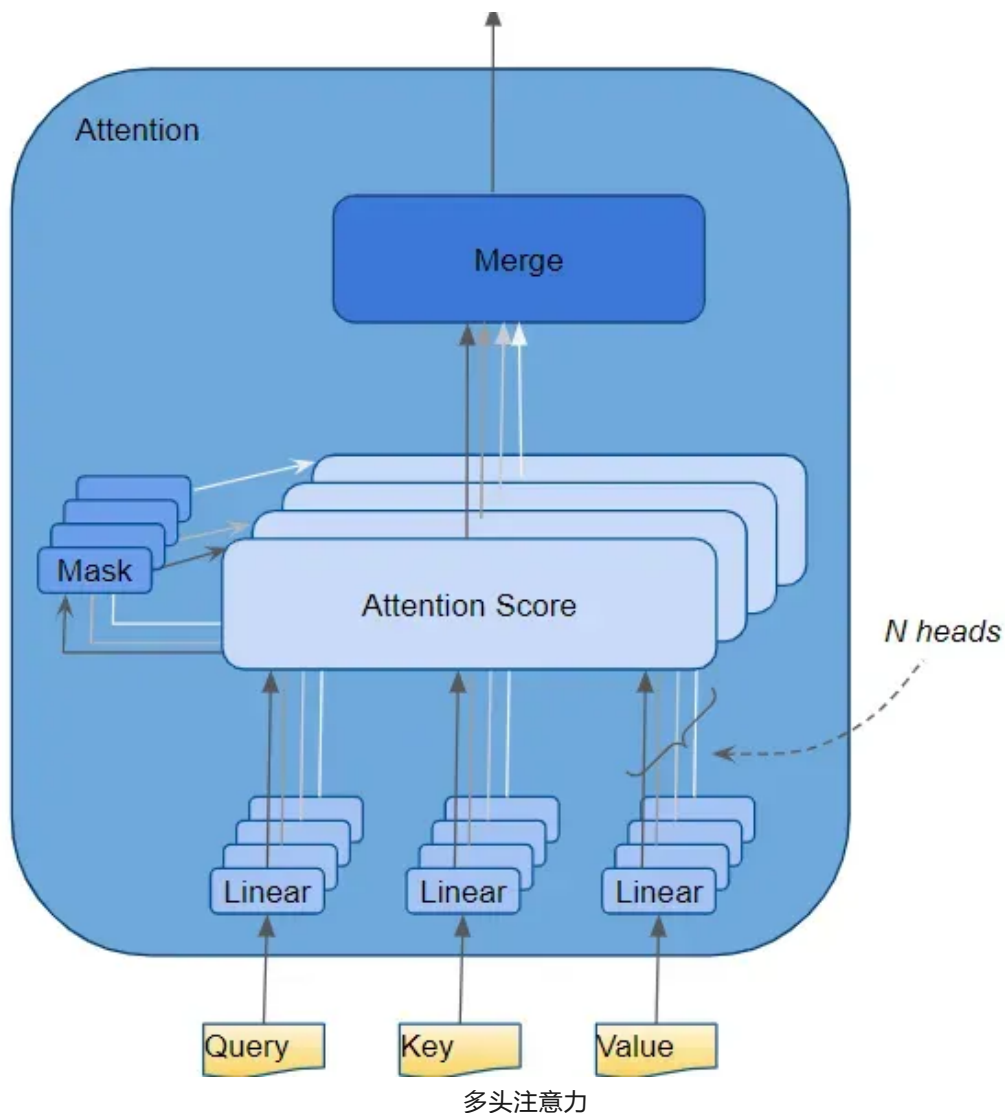 Attention
Merge
Mask
Attention Score
N heads
Linear
Linear
Linear
Query
Key
Value
多头注意力